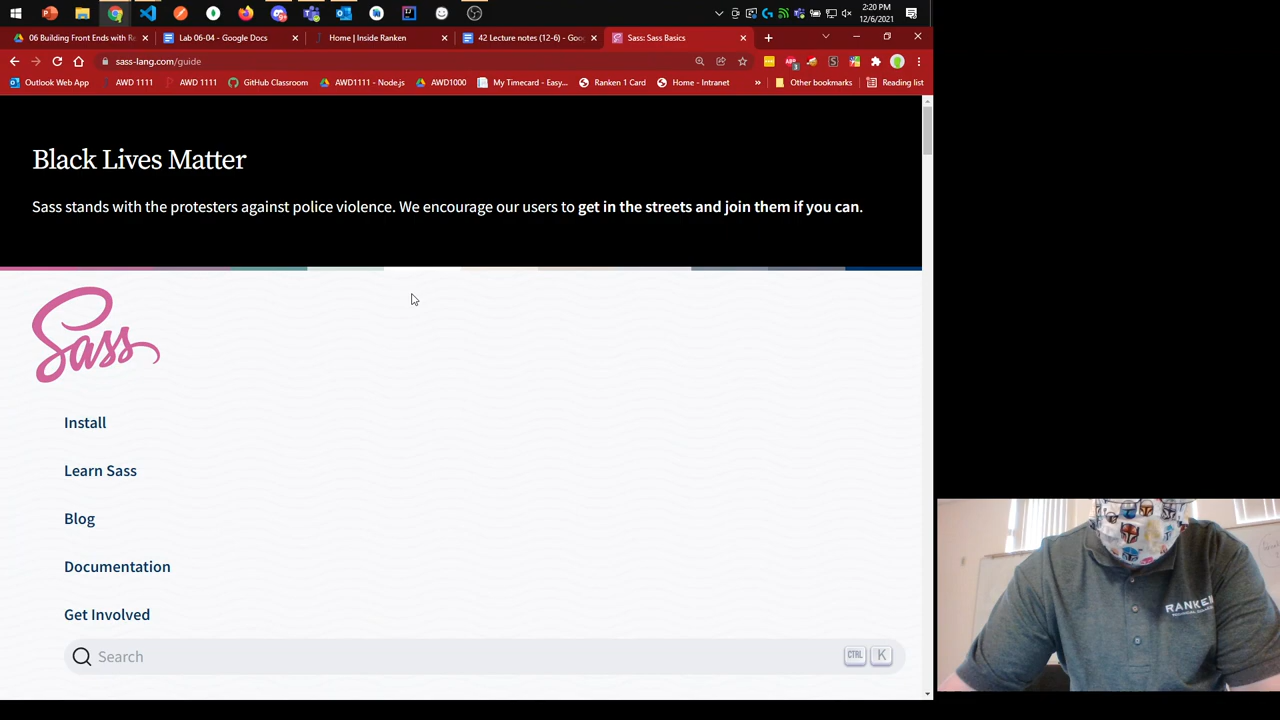 2:20 PM
12/6/2021
06 Building Front Ends with Re
Lab 06-04 - Google Docs
Home | Inside Ranken
42 Lecture notes (12-6) - Goo
Sass: Sass Basics
sass-lang.com/guide
Outlook Web App
AWD 1111
AWD 1111
GitHub Classroom
AWD1111 - Node.js
AWD1000
My Timecard - Easy...
Ranken 1 Card
Home - Intranet
»
Other bookmarks
Reading list
Black Lives Matter
Sass stands with the protesters against police violence. We encourage our users to get in the streets and join them if you can.
Sass
Install
Learn Sass
Blog
Documentation
Get Involved
Search
CTRL K
RANKEN